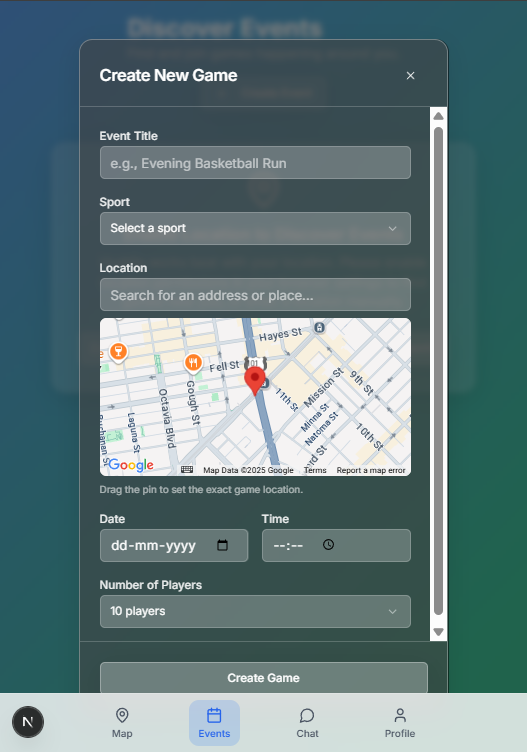 Discover Events
Create New Game
×
Event Title
e.g., Evening Basketball Run
Sport
Select a sport
Location
Search for an address or place...
Hayes St
Fell St
101
Gough St
Octavia Blvd
Laguna St
Buchanan St
11th St
Mission St
Minna St
Natoma St
9th St
10th St
rd St
Google
Map Data ©2025 Google
Terms
Report a map error
Drag the pin to set the exact game location.
Date
Time
dd-mm-yyyy
--:--
Number of Players
10 players
Create Game
N
Map
Events
Chat
Profile